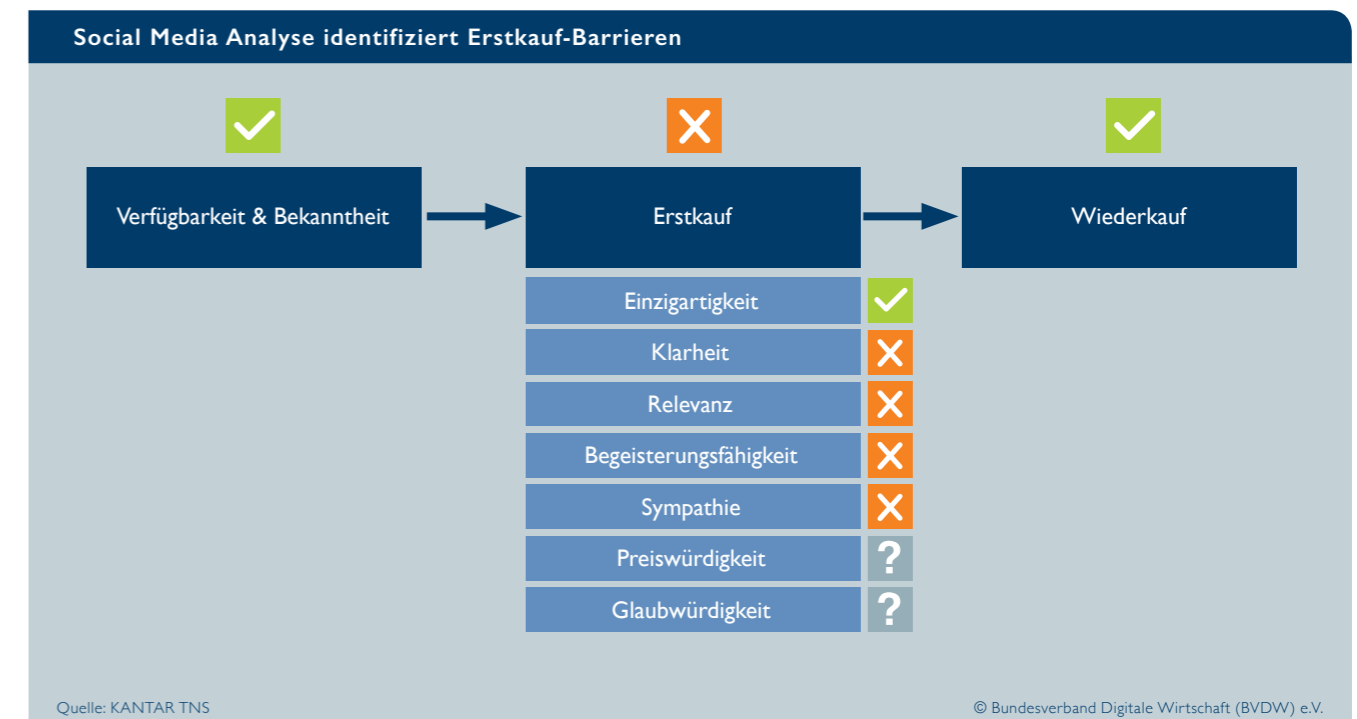 Social Media Analyse identifiziert Erstkauf-Barrieren
Verfügbarkeit & Bekanntheit
Erstkauf
Wiederkauf
Einzigartigkeit
Klarheit
Relevanz
Begeisterungsfähigkeit
Sympathie
Preiswürdigkeit
?
Glaubwürdigkeit
?
Quelle: KANTAR TNS
© Bundesverband Digitale Wirtschaft (BVDW) e.V.